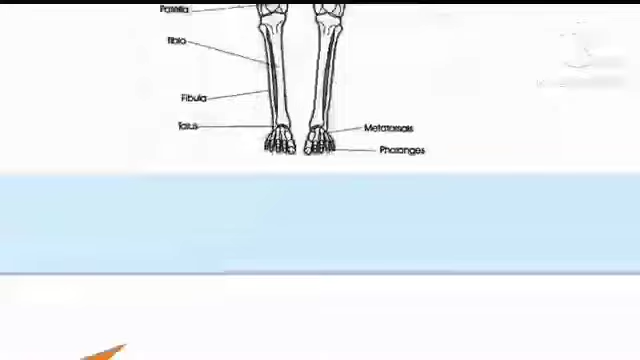 Patella
Tibia
Fibula
Talus
Metatarsals
Phalanges